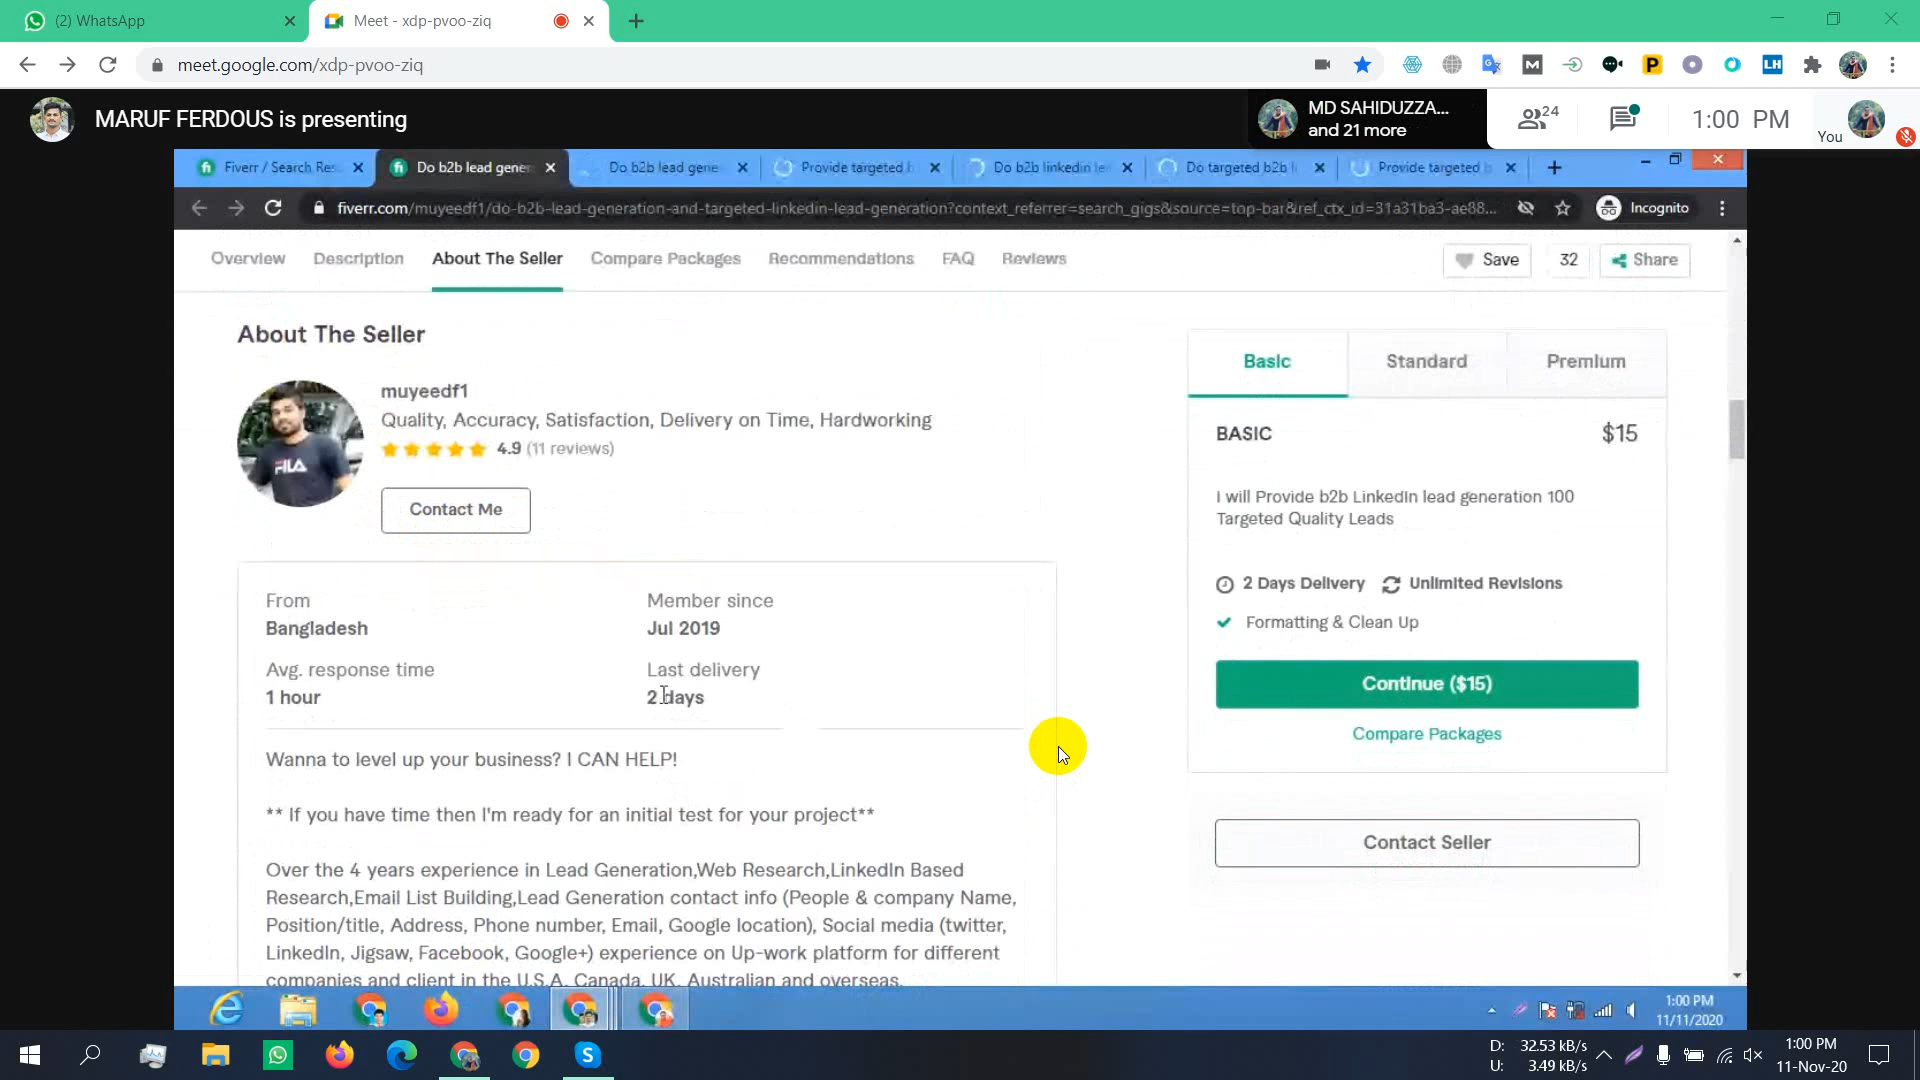 (2) WhatsApp
Meet - xdp-pvoo-ziq
meet.google.com/xdp-pvoo-ziq
MARUF FERDOUS is presenting
MD SAHIDUZZA...
and 21 more
24
1:00 PM
You
Fiverr / Search Res
Do b2b lead gener
Do b2b lead gene
Provide targeted b
Do b2b linkedin le
Do targeted b2b li
Provide targeted b
fiverr.com/muyeedf1/do-b2b-lead-generation-and-targeted-linkedin-lead-generation?context_referrer=search_gigs&source=top-bar&ref_ctx_id=31a31ba3-ae88...
Incognito
Overview
Description
About The Seller
Compare Packages
Recommendations
FAQ
Reviews
Save
32
Share
About The Seller
muyeedf1
Quality, Accuracy, Satisfaction, Delivery on Time, Hardworking
4.9 (11 reviews)
Contact Me
FILA
From
Bangladesh
Member since
Jul 2019
Avg. response time
1 hour
Last delivery
2 days
Wanna to level up your business? I CAN HELP!
** If you have time then I'm ready for an initial test for your project**
Over the 4 years experience in Lead Generation,Web Research,LinkedIn Based
Research,Email List Building,Lead Generation contact info (People & company Name,
Position/title, Address, Phone number, Email, Google location), Social media (twitter,
LinkedIn, Jigsaw, Facebook, Google+) experience on Up-work platform for different
companies and client in the U.S.A, Canada, UK, Australian and overseas.
Basic
Standard
Premium
BASIC
$15
I will Provide b2b LinkedIn lead generation 100
Targeted Quality Leads
2 Days Delivery
Unlimited Revisions
Formatting & Clean Up
Continue ($15)
Compare Packages
Contact Seller
1:00 PM
11/11/2020
D: 32.53 kB/s
U: 3.49 kB/s
1:00 PM
11-Nov-20